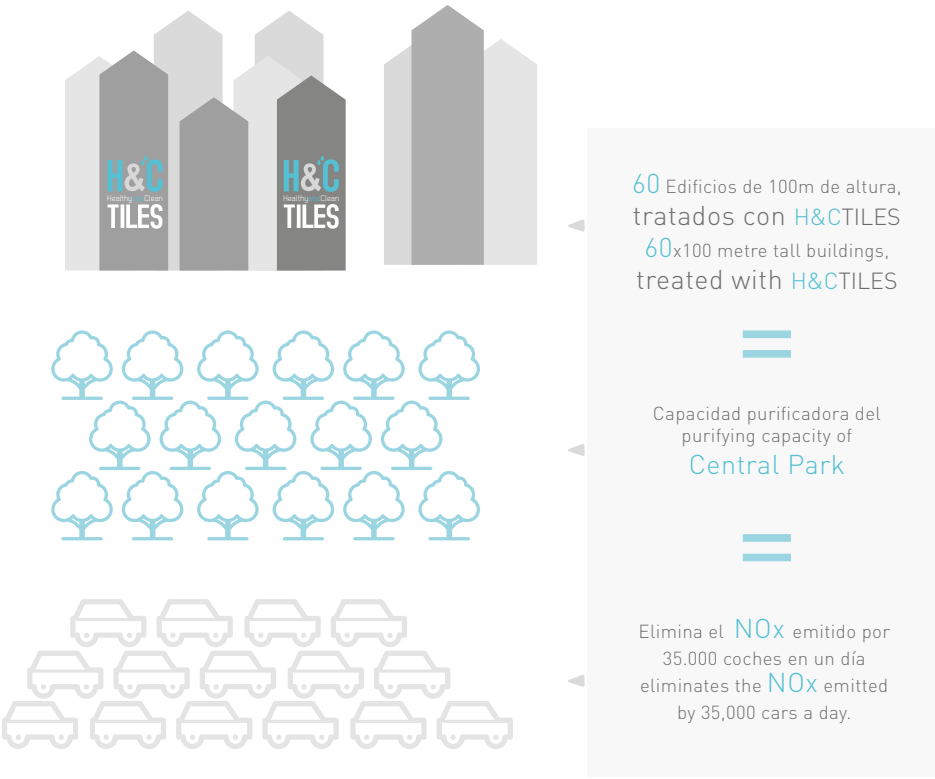 H&C
Healthy and Clean
TILES
H&C
Healthy and Clean
TILES
60 Edificios de 100m de altura,
tratados con H&CTILES
60x100 metre tall buildings,
treated with H&CTILES
=
Capacidad purificadora del
purifying capacity of
Central Park
=
Elimina el NOx emitido por
35.000 coches en un día
eliminates the NOx emitted
by 35,000 cars a day.